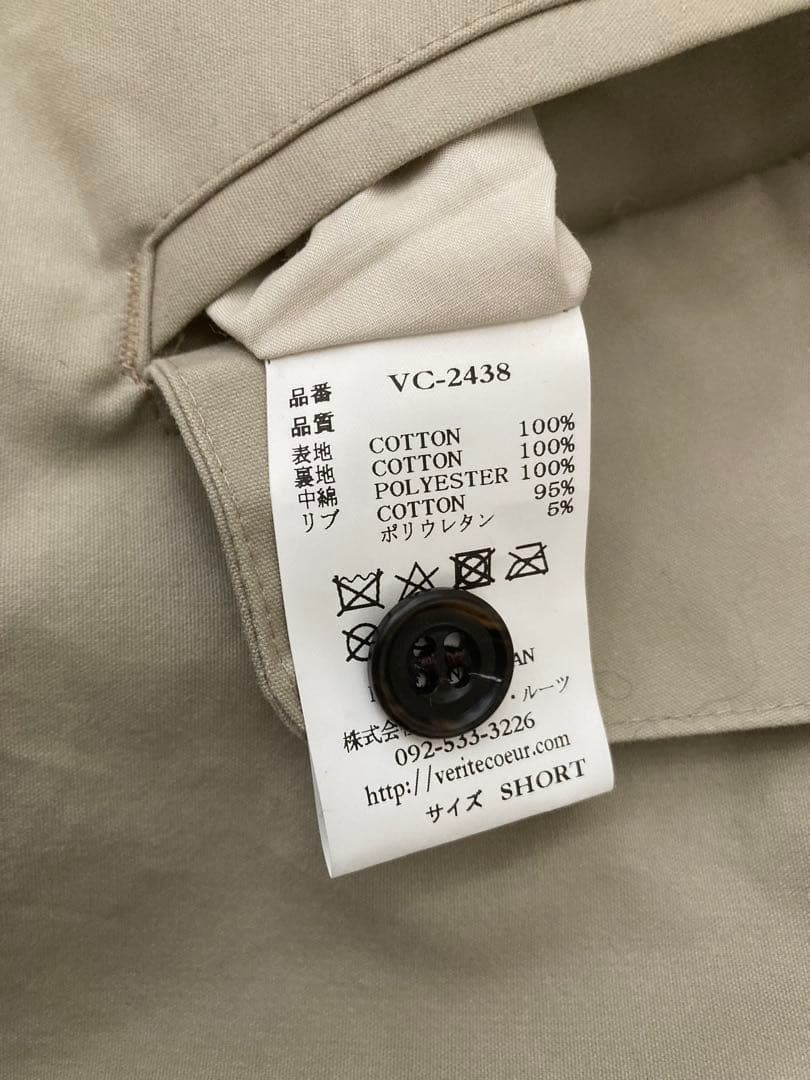 品番 VC-2438
品質
表地 COTTON 100%
裏地 COTTON 100%
中綿 POLYESTER 100%
リブ COTTON 95%
ポリウレタン 5%
・ルーツ
株式会社
092-533-3226
http://veritecoeur.com
サイズ SHORT